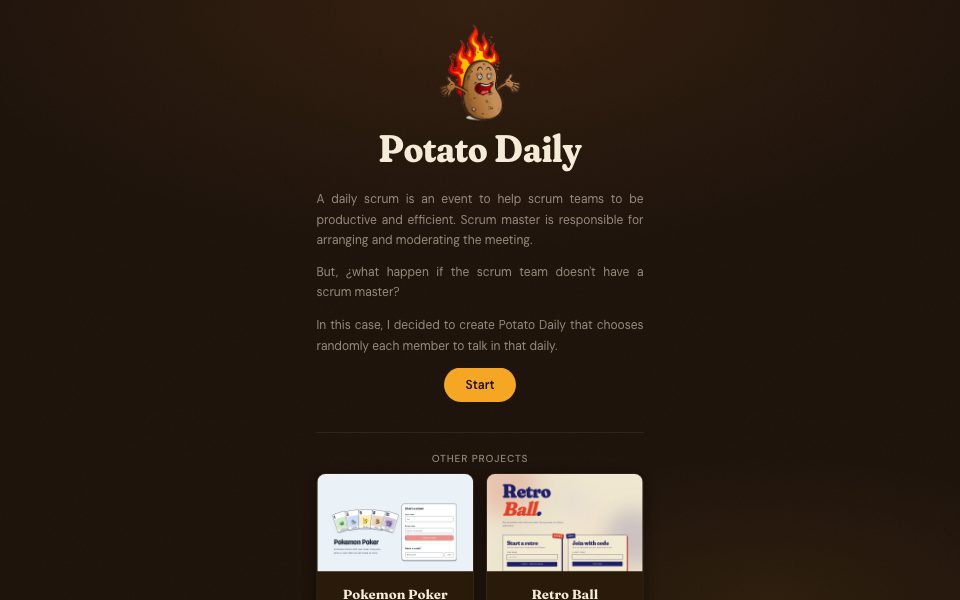 Potato Daily
A daily scrum is an event to help scrum teams to be
productive and efficient. Scrum master is responsible for
arranging and moderating the meeting.
But, ¿what happen if the scrum team doesn't have a
scrum master?
In this case, I decided to create Potato Daily that chooses
randomly each member to talk in that daily.
Start
OTHER PROJECTS
Pokemon Poker
Retro
Ball.
Start a retro
Join with code
Pokemon Poker
Retro Ball